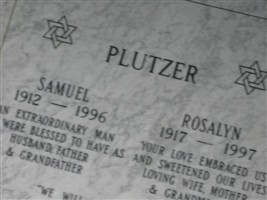 PLUTZER
SAMUEL
1912 — 1996
AN EXTRAORDINARY MAN
WERE BLESSED TO HAVE AS
HUSBAND, FATHER
& GRANDFATHER
"WE WILL
ROSALYN
1917 — 1997
"YOUR LOVE EMBRACED US
AND SWEETENED OUR LIVES
LOVING WIFE, MOTHER
& GRANDM